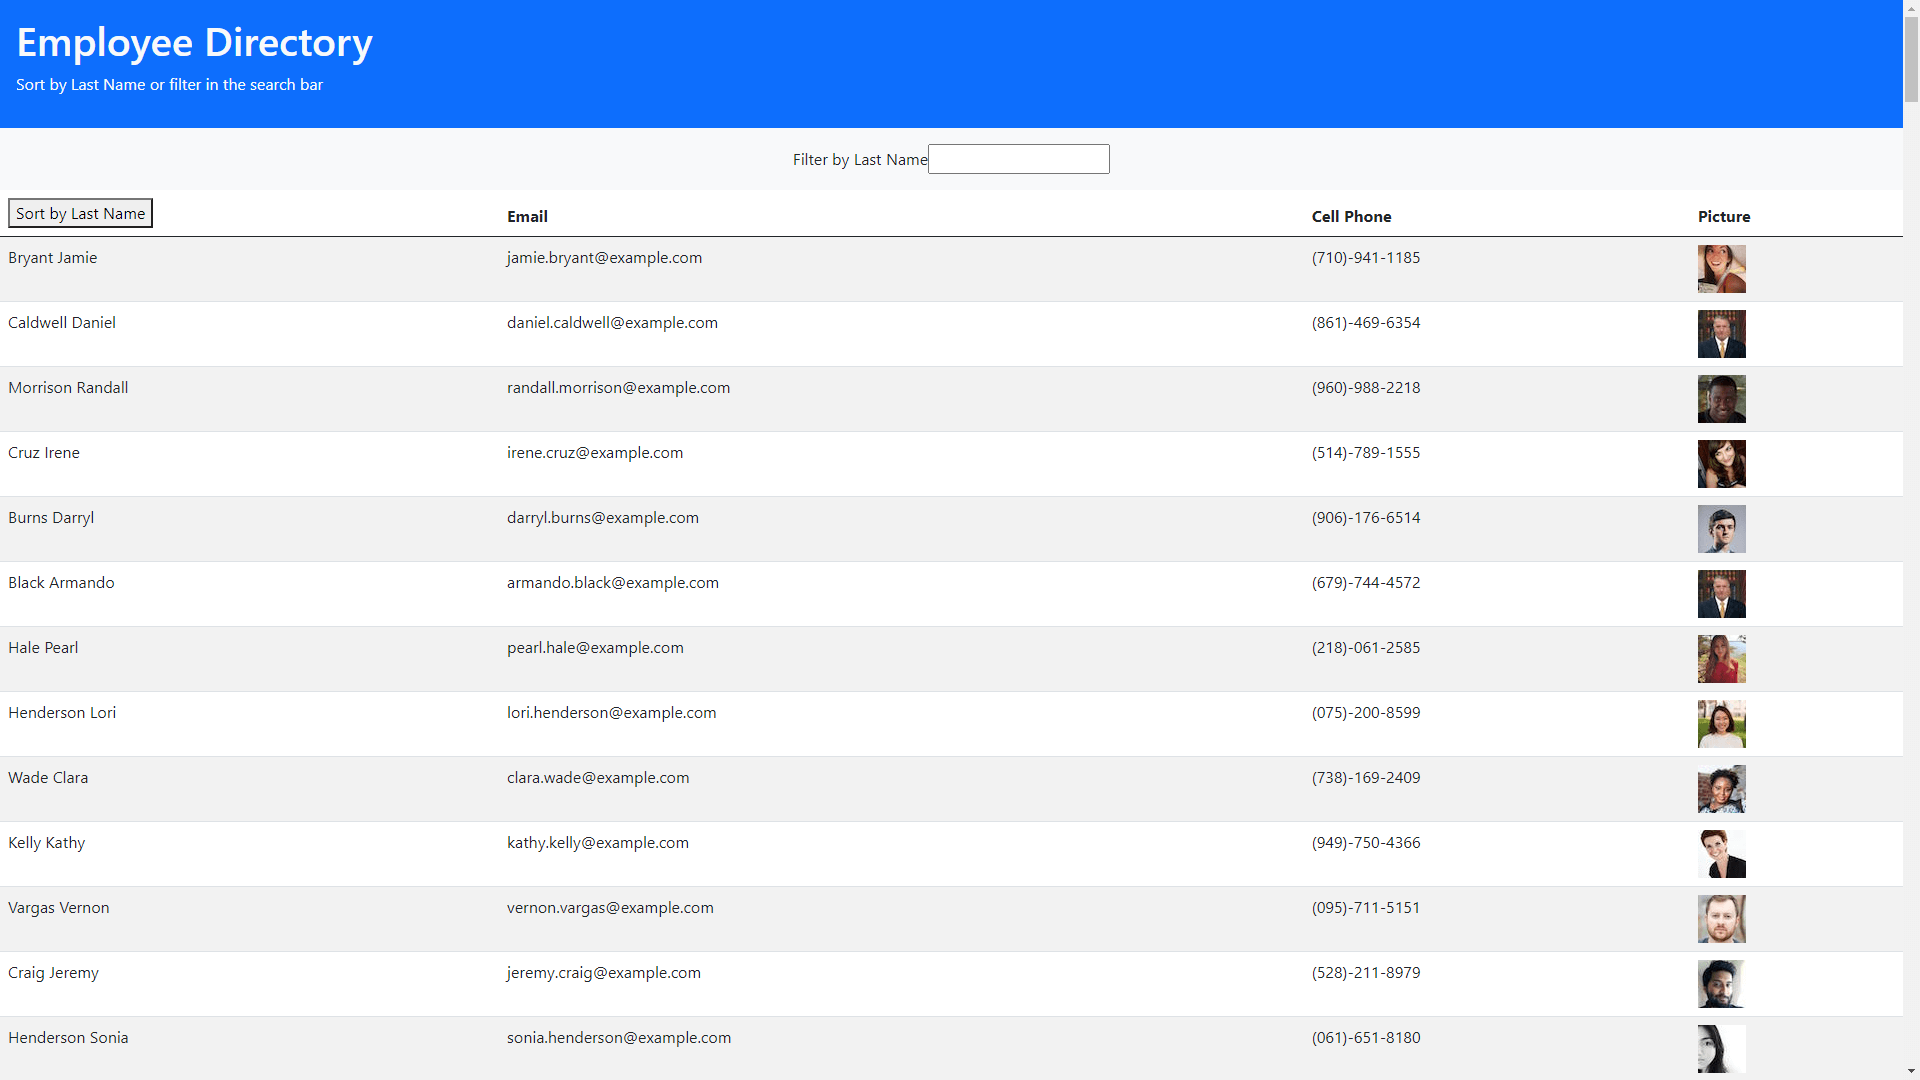 Employee Directory
Sort by Last Name or filter in the search bar
Filter by Last Name
Sort by Last Name Email Cell Phone Picture
Bryant Jamie jamie.bryant@example.com (710)-941-1185
Caldwell Daniel daniel.caldwell@example.com (861)-469-6354
Morrison Randall randall.morrison@example.com (960)-988-2218
Cruz Irene irene.cruz@example.com (514)-789-1555
Burns Darryl darryl.burns@example.com (906)-176-6514
Black Armando armando.black@example.com (679)-744-4572
Hale Pearl pearl.hale@example.com (218)-061-2585
Henderson Lori lori.henderson@example.com (075)-200-8599
Wade Clara clara.wade@example.com (738)-169-2409
Kelly Kathy kathy.kelly@example.com (949)-750-4366
Vargas Vernon vernon.vargas@example.com (095)-711-5151
Craig Jeremy jeremy.craig@example.com (528)-211-8979
Henderson Sonia sonia.henderson@example.com (061)-651-8180